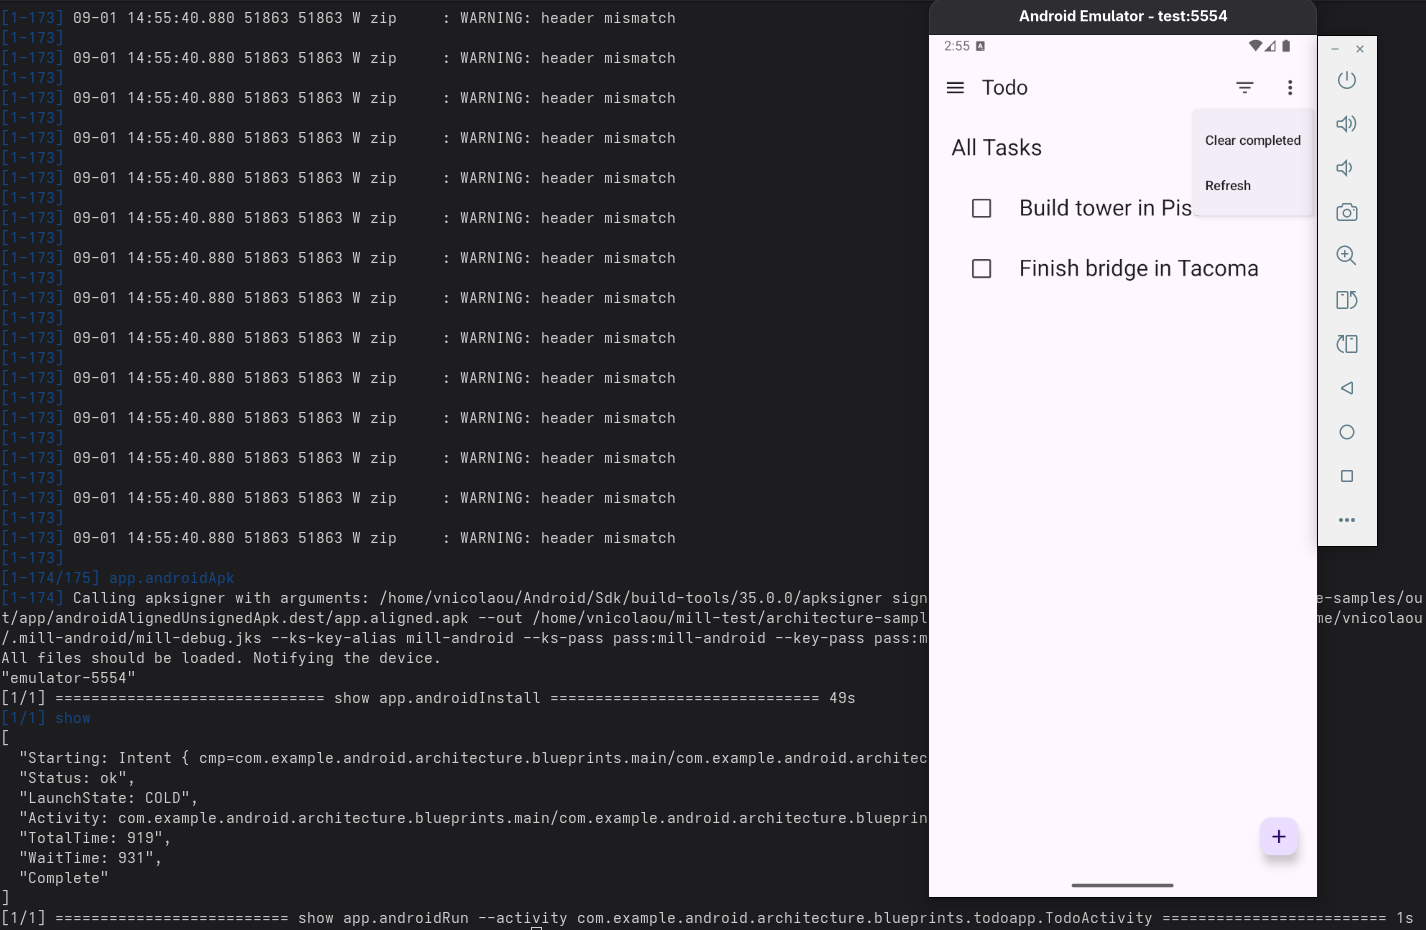 [1-173] 09-01 14:55:40.880 51863 51863 W zip     : WARNING: header mismatch
[1-173]
[1-173] 09-01 14:55:40.880 51863 51863 W zip     : WARNING: header mismatch
[1-173]
[1-173] 09-01 14:55:40.880 51863 51863 W zip     : WARNING: header mismatch
[1-173]
[1-173] 09-01 14:55:40.880 51863 51863 W zip     : WARNING: header mismatch
[1-173]
[1-173] 09-01 14:55:40.880 51863 51863 W zip     : WARNING: header mismatch
[1-173]
[1-173] 09-01 14:55:40.880 51863 51863 W zip     : WARNING: header mismatch
[1-173]
[1-173] 09-01 14:55:40.880 51863 51863 W zip     : WARNING: header mismatch
[1-173]
[1-173] 09-01 14:55:40.880 51863 51863 W zip     : WARNING: header mismatch
[1-173]
[1-173] 09-01 14:55:40.880 51863 51863 W zip     : WARNING: header mismatch
[1-173]
[1-173] 09-01 14:55:40.880 51863 51863 W zip     : WARNING: header mismatch
[1-173]
[1-173] 09-01 14:55:40.880 51863 51863 W zip     : WARNING: header mismatch
[1-173]
[1-173] 09-01 14:55:40.880 51863 51863 W zip     : WARNING: header mismatch
[1-173]
[1-173] 09-01 14:55:40.880 51863 51863 W zip     : WARNING: header mismatch
[1-173]
[1-173] 09-01 14:55:40.880 51863 51863 W zip     : WARNING: header mismatch
[1-173]
[1-174/175] app.androidApk
[1-174] Calling apksigner with arguments: /home/vnicolaou/Android/Sdk/build-tools/35.0.0/apksigner sign e-samples/ou
t/app/androidAlignedUnsignedApk.dest/app.aligned.apk --out /home/vnicolaou/mill-test/architecture-sampl me/vnicolaou
/.mill-android/mill-debug.jks --ks-key-alias mill-android --ks-pass pass:mill-android --key-pass pass:m
All files should be loaded. Notifying the device.
"emulator-5554"
[1/1] ============================== show app.androidInstall ============================== 49s
[1/1] show
[
  "Starting: Intent { cmp=com.example.android.architecture.blueprints.main/com.example.android.architec
  "Status: ok",
  "LaunchState: COLD",
  "Activity: com.example.android.architecture.blueprints.main/com.example.android.architecture.blueprin
  "TotalTime: 919",
  "WaitTime: 931",
  "Complete"
]
[1/1] ========================== show app.androidRun --activity com.example.android.architecture.blueprints.todoapp.TodoActivity ========================= 1s
Android Emulator - test:5554
2:55
Todo
Clear completed
Refresh
All Tasks
Build tower in Pis
Finish bridge in Tacoma
+